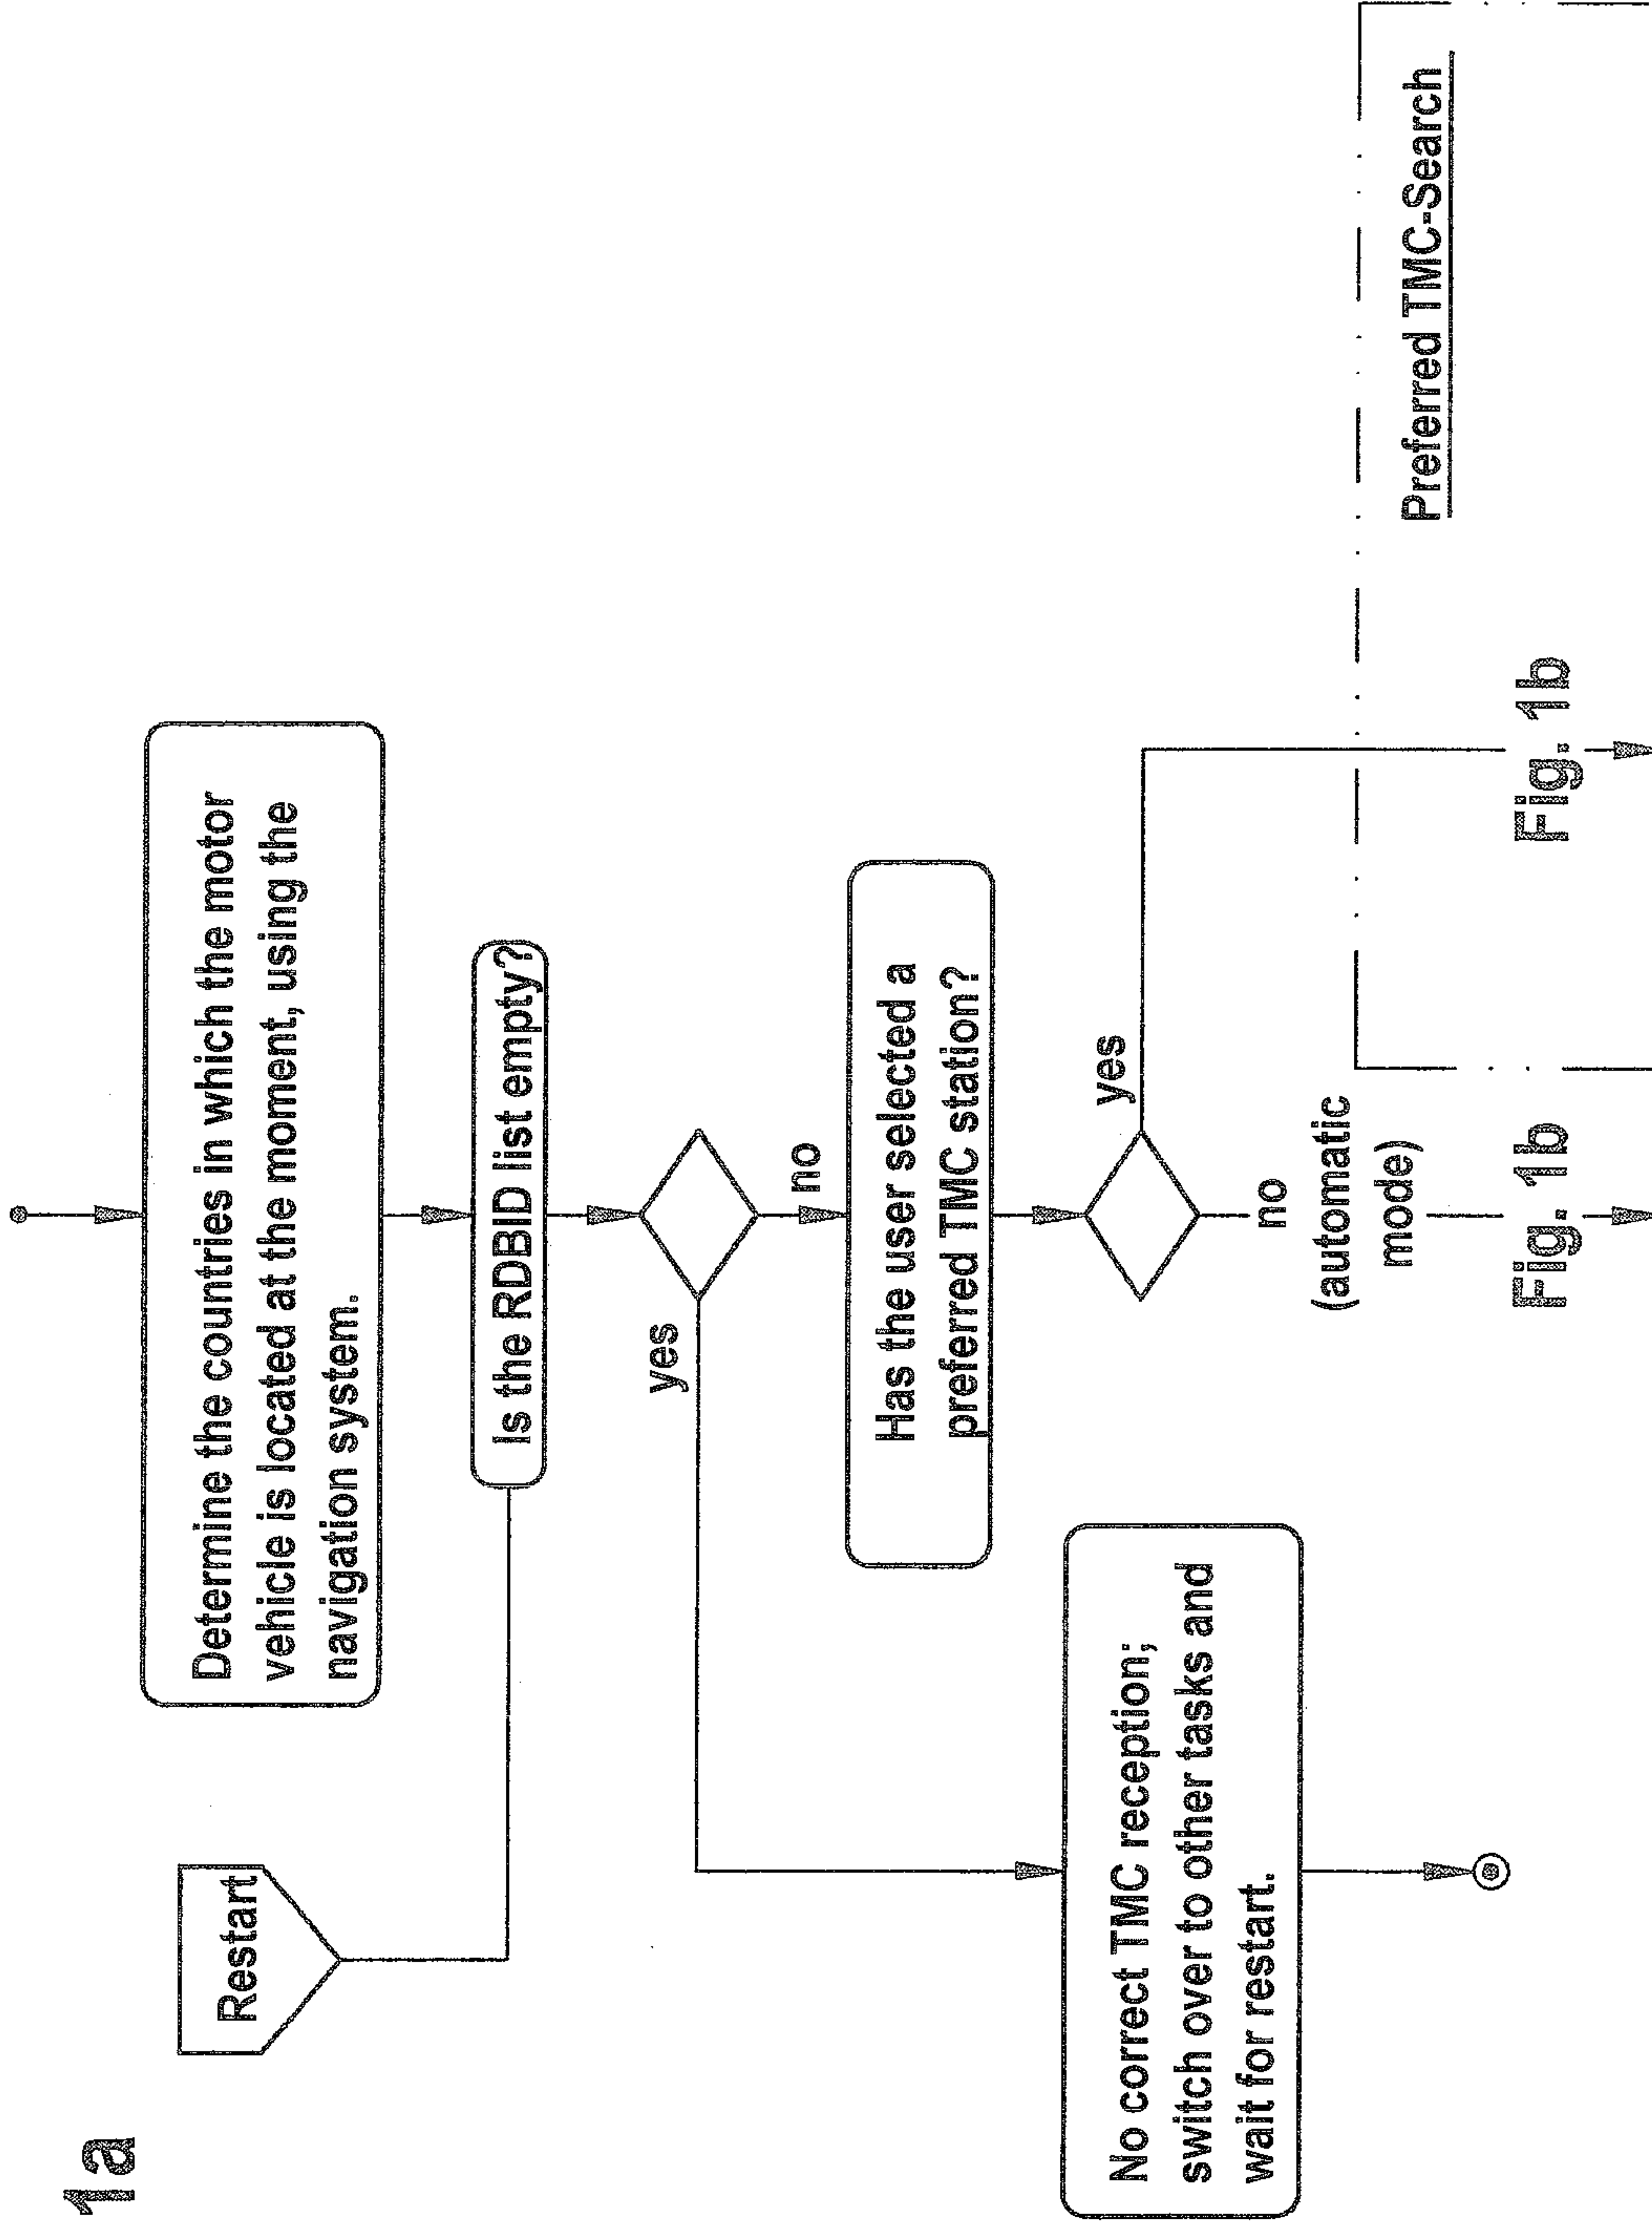 1a
Restart
Determine the countries in which the motor
vehicle is located at the moment, using the
navigation system.
Is the RDBID list empty?
yes
no
No correct TMC reception;
switch over to other tasks and
wait for restart.
Has the user selected a
preferred TMC station?
yes
no
(automatic
mode)
Preferred TMC-Search
Fig. 1b
Fig. 1b